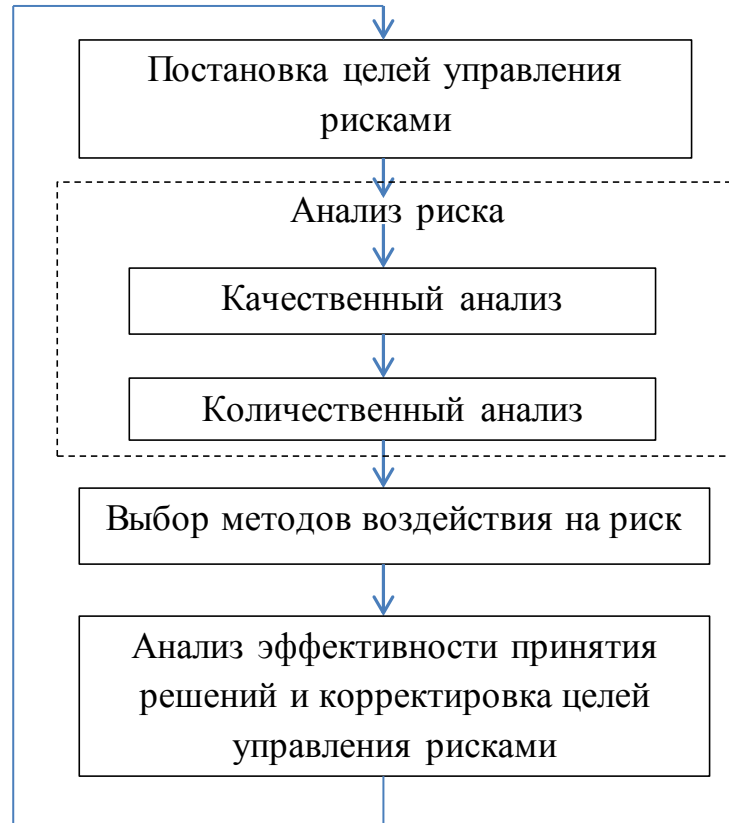 Постановка целей управления
рисками
Анализ риска
Качественный анализ
Количественный анализ
Выбор методов воздействия на риск
Анализ эффективности принятия
решений и корректировка целей
управления рисками